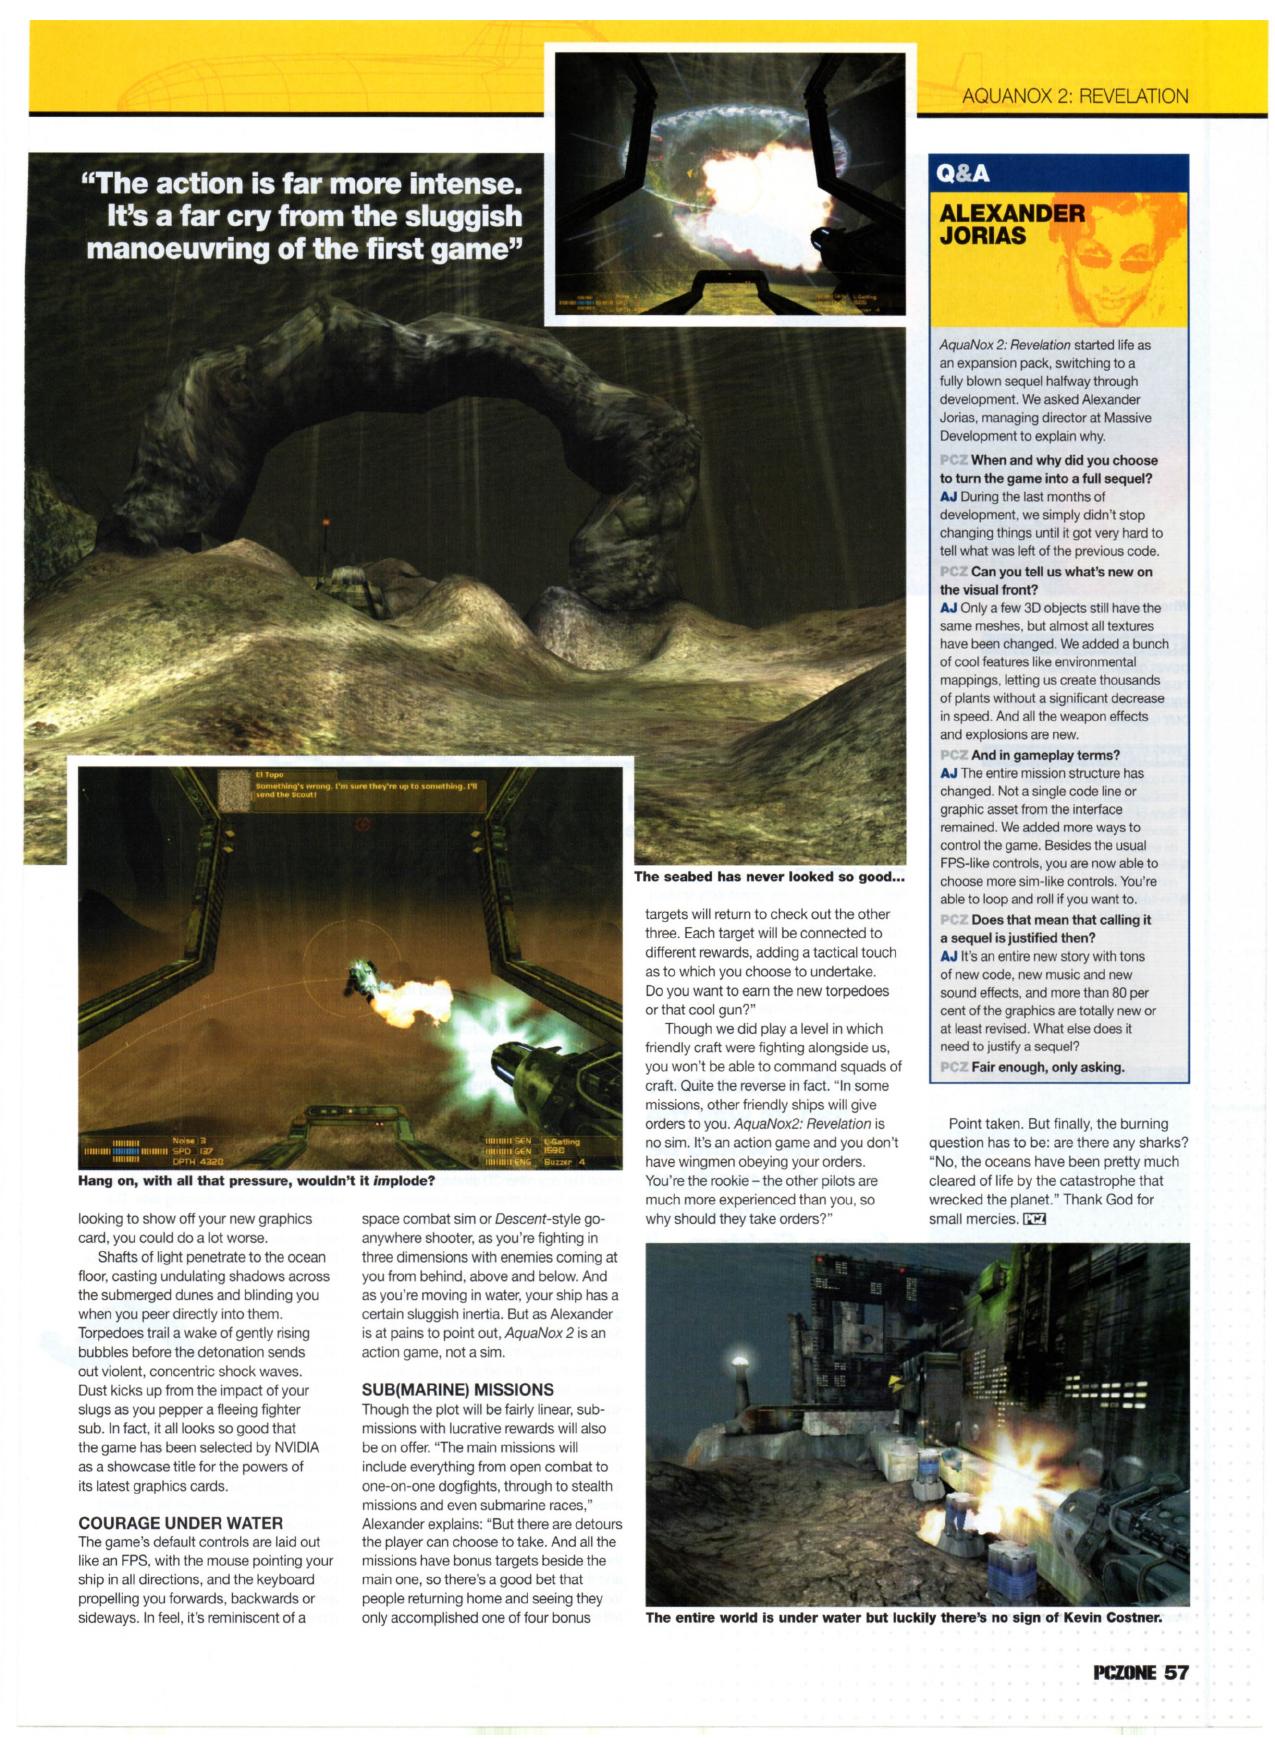 AQUANOX 2: REVELATION
“The action is far more intense.
It’s a far cry from the sluggish
manoeuvring of the first game”
The seabed has never looked so good...
El Topo
Something's wrong. I'm sure they're up to something. I'll
send the Scout!
Noise 3
SPD 137
DPTH 4320
GEN
GEN
ENG
L-Gatling
1590
Buzzer 4
Hang on, with all that pressure, wouldn’t it implode?
looking to show off your new graphics
card, you could do a lot worse.
Shafts of light penetrate to the ocean
floor, casting undulating shadows across
the submerged dunes and blinding you
when you peer directly into them.
Torpedoes trail a wake of gently rising
bubbles before the detonation sends
out violent, concentric shock waves.
Dust kicks up from the impact of your
slugs as you pepper a fleeing fighter
sub. In fact, it all looks so good that
the game has been selected by NVIDIA
as a showcase title for the powers of
its latest graphics cards.
COURAGE UNDER WATER
The game’s default controls are laid out
like an FPS, with the mouse pointing your
ship in all directions, and the keyboard
propelling you forwards, backwards or
sideways. In feel, it’s reminiscent of a
space combat sim or Descent-style go-
anywhere shooter, as you’re fighting in
three dimensions with enemies coming at
you from behind, above and below. And
as you’re moving in water, your ship has a
certain sluggish inertia. But as Alexander
is at pains to point out, AquaNox 2 is an
action game, not a sim.
SUB(MARINE) MISSIONS
Though the plot will be fairly linear, sub-
missions with lucrative rewards will also
be on offer. “The main missions will
include everything from open combat to
one-on-one dogfights, through to stealth
missions and even submarine races,”
Alexander explains: “But there are detours
the player can choose to take. And all the
missions have bonus targets beside the
main one, so there’s a good bet that
people returning home and seeing they
only accomplished one of four bonus
targets will return to check out the other
three. Each target will be connected to
different rewards, adding a tactical touch
as to which you choose to undertake.
Do you want to earn the new torpedoes
or that cool gun?”
Though we did play a level in which
friendly craft were fighting alongside us,
you won’t be able to command squads of
craft. Quite the reverse in fact. “In some
missions, other friendly ships will give
orders to you. AquaNox2: Revelation is
no sim. It’s an action game and you don’t
have wingmen obeying your orders.
You’re the rookie – the other pilots are
much more experienced than you, so
why should they take orders?”
Point taken. But finally, the burning
question has to be: are there any sharks?
“No, the oceans have been pretty much
cleared of life by the catastrophe that
wrecked the planet.” Thank God for
small mercies. PCZ
Q&A
ALEXANDER
JORIAS
AquaNox 2: Revelation started life as
an expansion pack, switching to a
fully blown sequel halfway through
development. We asked Alexander
Jorias, managing director at Massive
Development to explain why.
PCZ When and why did you choose
to turn the game into a full sequel?
AJ During the last months of
development, we simply didn’t stop
changing things until it got very hard to
tell what was left of the previous code.
PCZ Can you tell us what’s new on
the visual front?
AJ Only a few 3D objects still have the
same meshes, but almost all textures
have been changed. We added a bunch
of cool features like environmental
mappings, letting us create thousands
of plants without a significant decrease
in speed. And all the weapon effects
and explosions are new.
PCZ And in gameplay terms?
AJ The entire mission structure has
changed. Not a single code line or
graphic asset from the interface
remained. We added more ways to
control the game. Besides the usual
FPS-like controls, you are now able to
choose more sim-like controls. You’re
able to loop and roll if you want to.
PCZ Does that mean that calling it
a sequel is justified then?
AJ It’s an entire new story with tons
of new code, new music and new
sound effects, and more than 80 per
cent of the graphics are totally new or
at least revised. What else does it
need to justify a sequel?
PCZ Fair enough, only asking.
The entire world is under water but luckily there’s no sign of Kevin Costner.
PCZONE 57